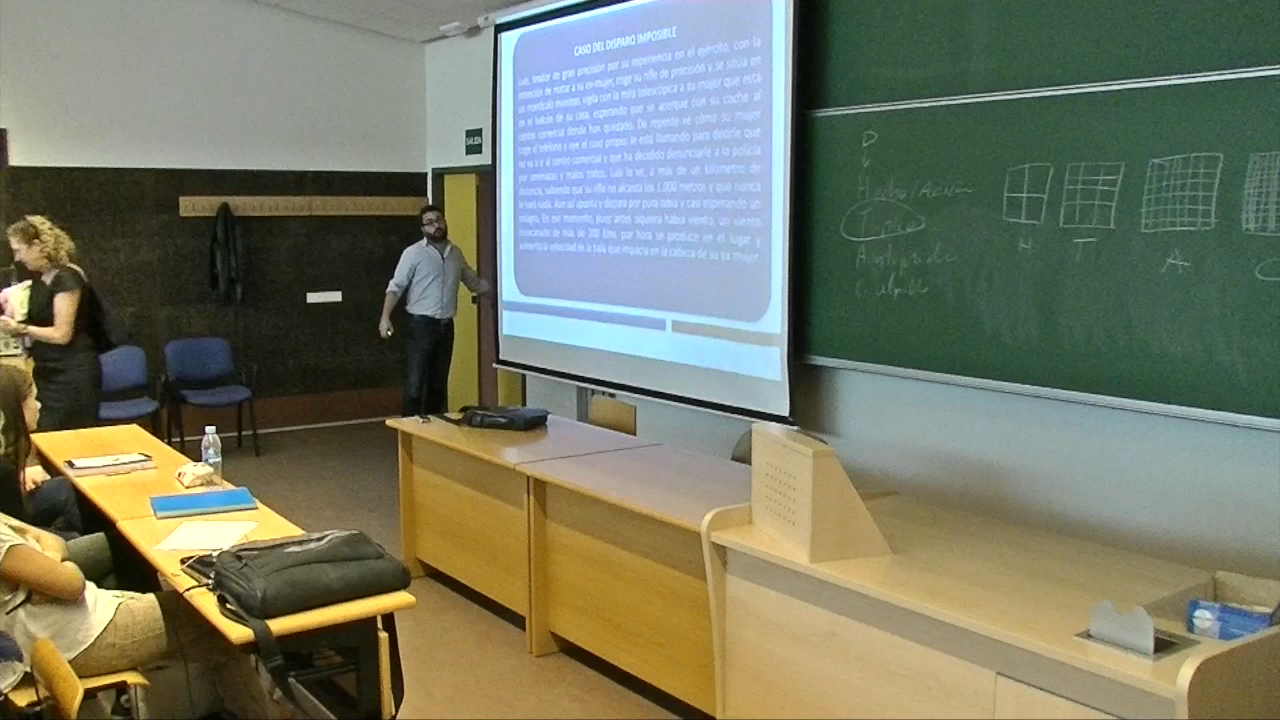 SALIDA
CASO DEL DISPARO IMPOSIBLE
Luis, tirador de gran precisión por su experiencia en el ejército, con la
intención de matar a su ex-mujer, coge su rifle de precisión y se sitúa en
un montículo mientras vigila con la mira telescópica a su mujer que está
en el balcón de su casa, esperando que se acerque con su coche al
centro comercial donde han quedado. De repente ve cómo su mujer
coge el teléfono y oye el suyo propio: le está llamando para decirle que
no va a ir al centro comercial y que ha decidido denunciarle a la policía
por amenazas y malos tratos. Luis la ve, a más de un kilómetro de
distancia, sabiendo que su rifle no alcanza los 1.000 metros y que nunca
le hará nada. Aun así apunta y dispara por pura rabia y casi esperando un
milagro. En ese momento, pues antes siquiera había viento, un viento
huracanado de más de 200 Kms. por hora se produce en el lugar y
aumenta la velocidad de la bala que impacta en la cabeza de su ex mujer.
D
H T A